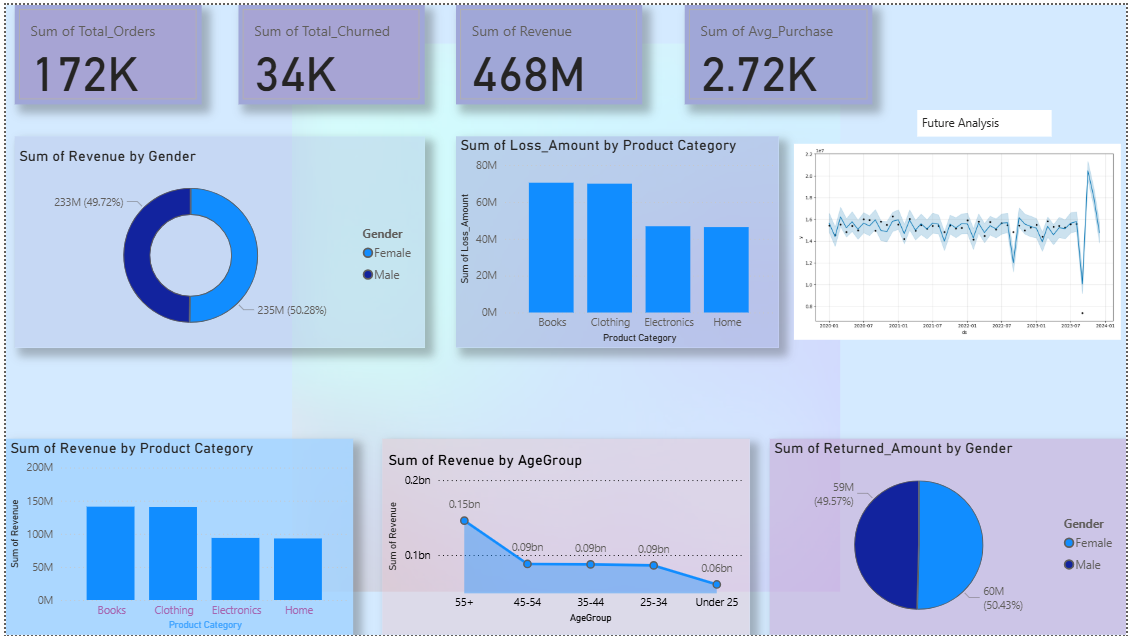 Sum of Total_Orders
172K
Sum of Total_Churned
34K
Sum of Revenue
468M
Sum of Avg_Purchase
2.72K
Future Analysis
Sum of Revenue by Gender
233M (49.72%)
235M (50.28%)
Gender
Female
Male
Sum of Loss_Amount by Product Category
Sum of Loss_Amount
80M
60M
40M
20M
0M
Books
Clothing
Electronics
Home
Product Category
1e7
2.2
2.0
1.8
1.6
1.4
1.2
1.0
0.8
y
2020-01
2020-07
2021-01
2021-07
2022-01
2022-07
2023-01
2023-07
2024-01
ds
Sum of Revenue by Product Category
Sum of Revenue
200M
150M
100M
50M
0M
Books
Clothing
Electronics
Home
Product Category
Sum of Revenue by AgeGroup
Sum of Revenue
0.2bn
0.1bn
0.15bn
0.09bn
0.09bn
0.09bn
0.06bn
55+
45-54
35-44
25-34
Under 25
AgeGroup
Sum of Returned_Amount by Gender
59M
(49.57%)
60M
(50.43%)
Gender
Female
Male